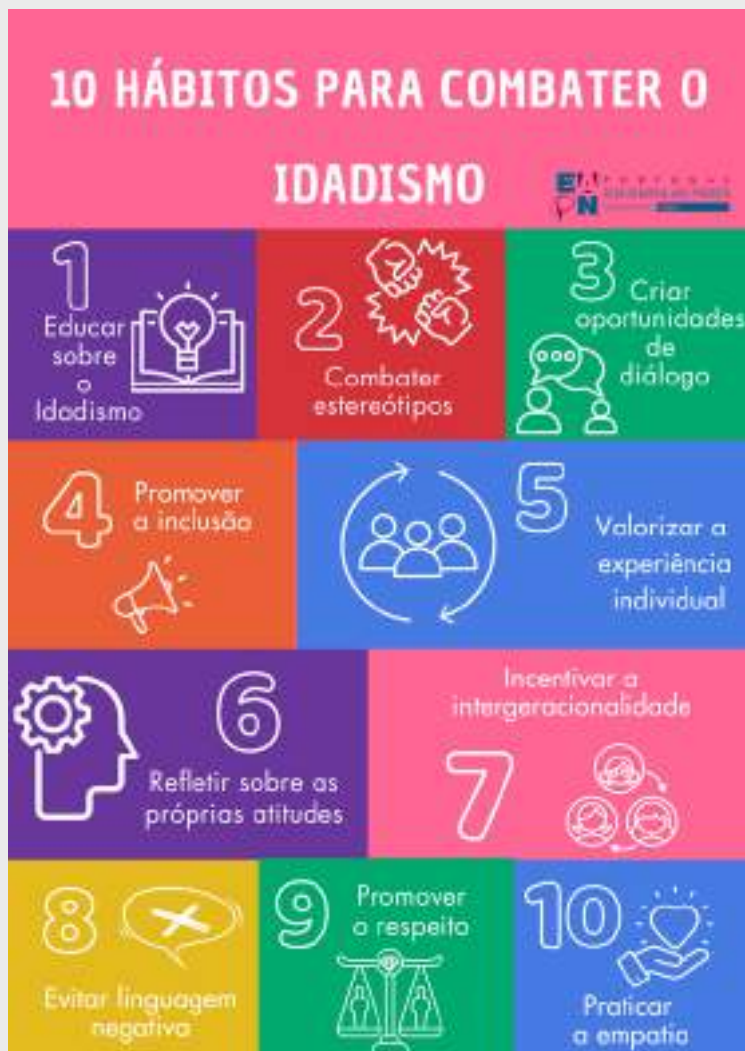 10 HÁBITOS PARA COMBATER O
IDADISMO
EAPN
PORTUGAL
1
Educar
sobre
o
Idadismo
2
Combater
estereótipos
3
Criar
oportunidades
de
diálogo
4
Promover
a inclusão
5
Valorizar a
experiência
individual
6
Refletir sobre as
próprias atitudes
Incentivar a
intergeracionalidade
7
8
Evitar linguagem
negativa
9
Promover
o respeito
10
Praticar
a empatia